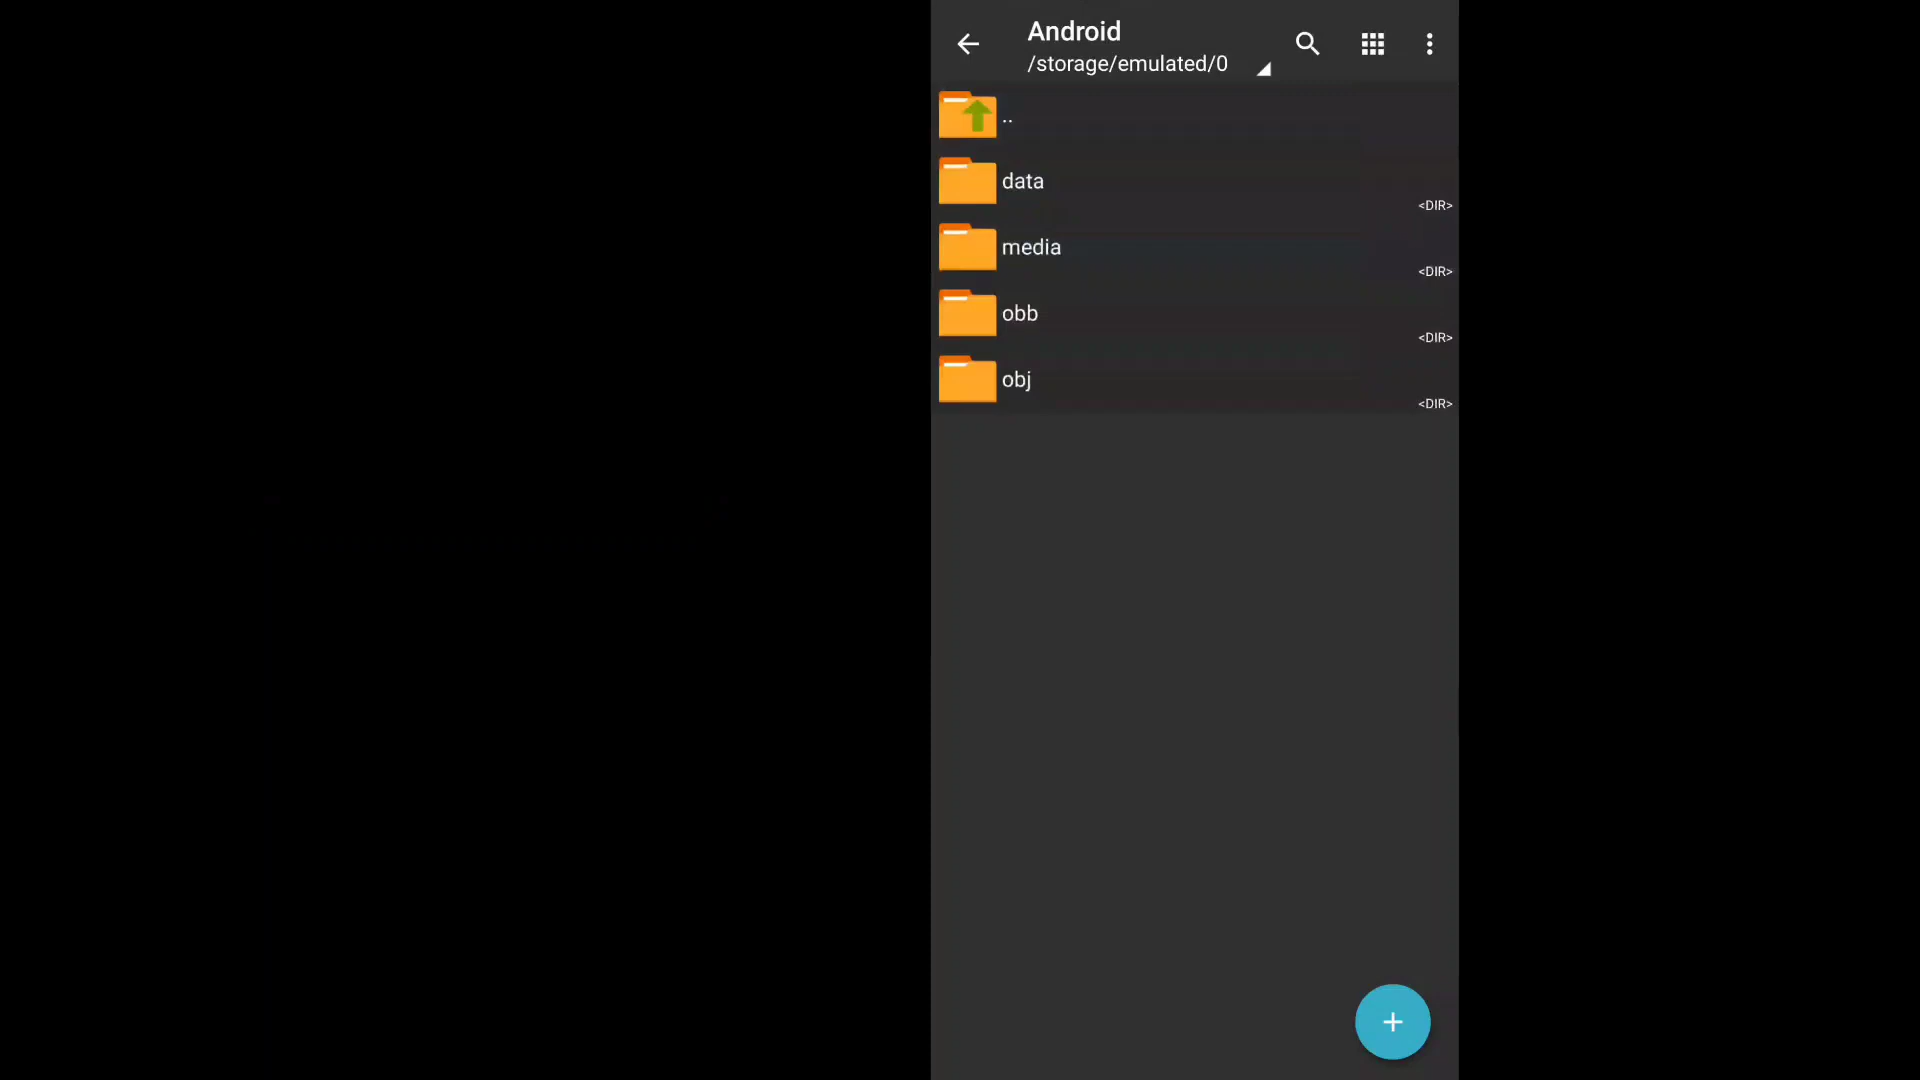 Android
/storage/emulated/0
..
data
<DIR>
media
<DIR>
obb
<DIR>
obj
<DIR>